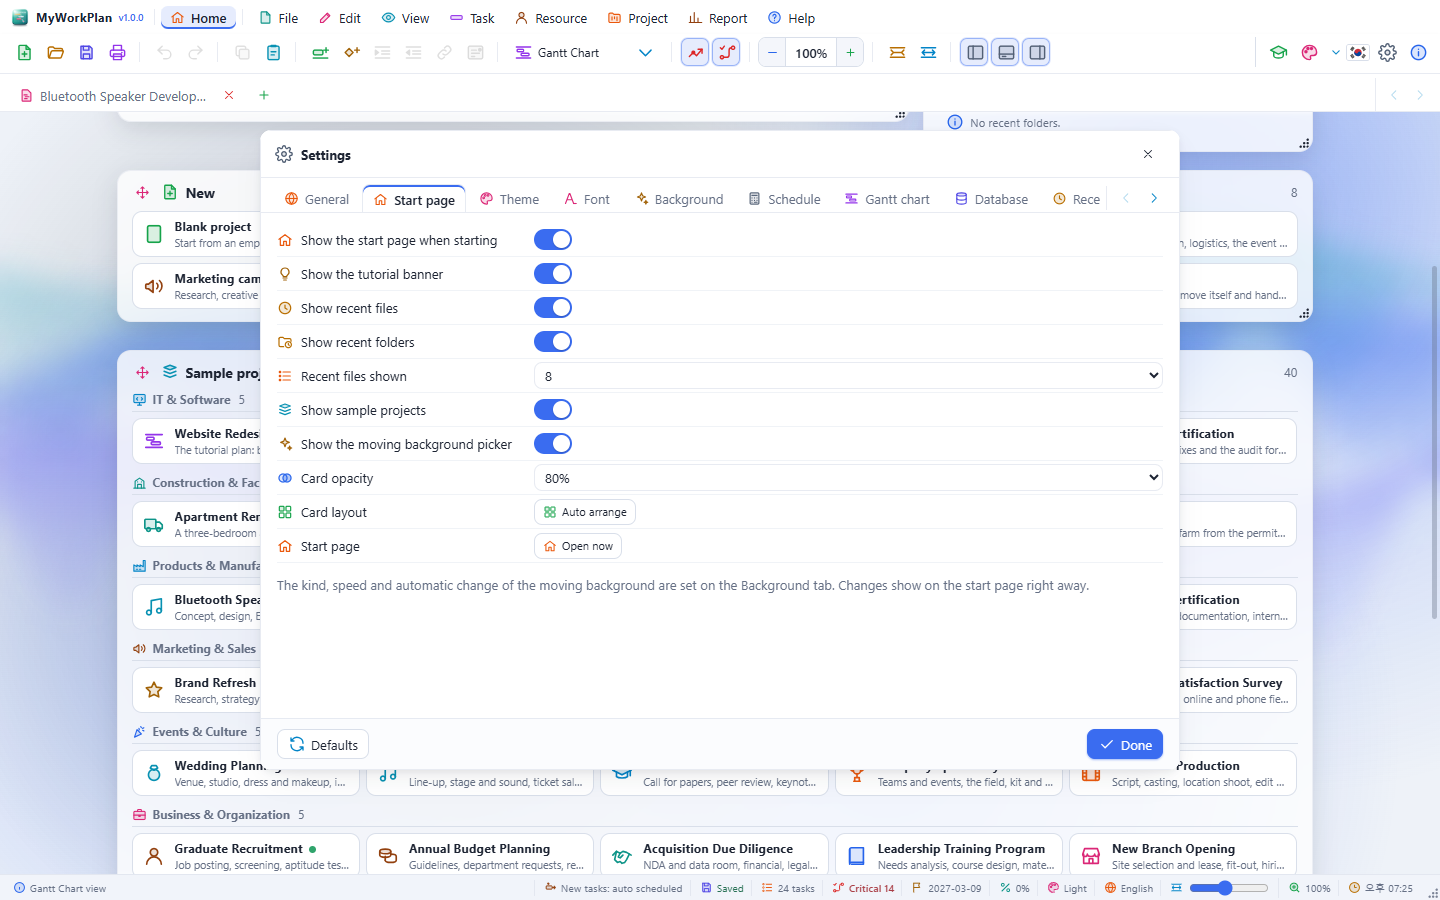 MyWorkPlan v1.0.0 Home File Edit View Task Resource Project Report Help
Gantt Chart 100%
Bluetooth Speaker Develop...
No recent folders.
New 8
Blank project
Start from an emp
n, logistics, the event ...
Marketing cam
Research, creative
move itself and hand...
Settings
General Start page Theme Font Background Schedule Gantt chart Database Rece
Show the start page when starting
Show the tutorial banner
Show recent files
Show recent folders
Recent files shown 8
Show sample projects
Show the moving background picker
Card opacity 80%
Card layout Auto arrange
Start page Open now
The kind, speed and automatic change of the moving background are set on the Background tab. Changes show on the start page right away.
Defaults Done
Sample proj 40
IT & Software 5
Website Redesi
The tutorial plan: b
rtification
ixes and the audit for...
Construction & Fac
Apartment Ren
A three-bedroom
farm from the permit...
Products & Manufa
Bluetooth Spea
Concept, design, E
ertification
documentation, intern...
Marketing & Sales
Brand Refresh
Research, strategy
atisfaction Survey
online and phone fie...
Events & Culture 5
Wedding Planning
Venue, studio, dress and makeup, i...
Line-up, stage and sound, ticket sal...
Call for papers, peer review, keynot...
Teams and events, the field, kit and ...
Production
Script, casting, location shoot, edit ...
Business & Organization 5
Graduate Recruitment
Job posting, screening, aptitude tes...
Annual Budget Planning
Guidelines, department requests, re...
Acquisition Due Diligence
NDA and data room, financial, legal...
Leadership Training Program
Needs analysis, course design, mate...
New Branch Opening
Site selection and lease, fit-out, hiri...
Gantt Chart view New tasks: auto scheduled Saved 24 tasks Critical 14 2027-03-09 0% Light English 100% 오후 07:25